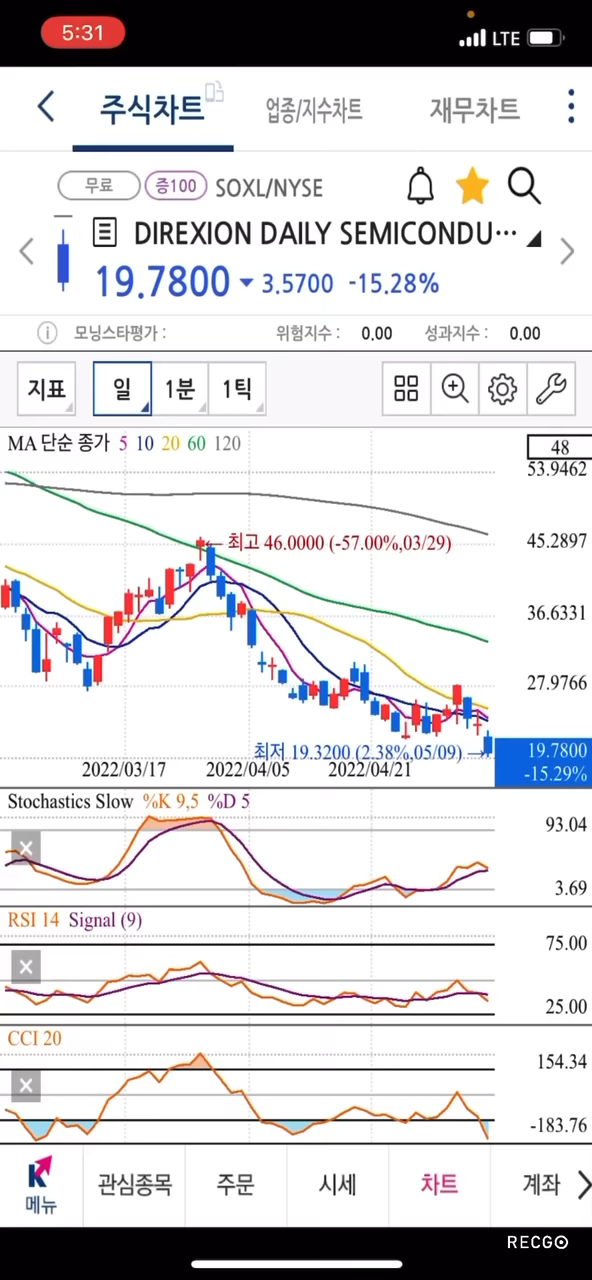 5:31
LTE
주식차트
업종/지수차트
재무차트
무료
증100
SOXL/NYSE
DIREXION DAILY SEMICONDU···
19.7800 ▼ 3.5700 -15.28%
모닝스타평가 :
위험지수 : 0.00
성과지수 : 0.00
지표
일
1분
1틱
MA 단순 종가 5 10 20 60 120
48
53.9462
45.2897
36.6331
27.9766
19.7800
-15.29%
←최고 46.0000 (-57.00%,03/29)
최저 19.3200 (2.38%,05/09)→
2022/03/17
2022/04/05
2022/04/21
Stochastics Slow %K 9,5 %D 5
93.04
3.69
RSI 14 Signal (9)
75.00
25.00
CCI 20
154.34
-183.76
메뉴
관심종목
주문
시세
차트
계좌
RECGO